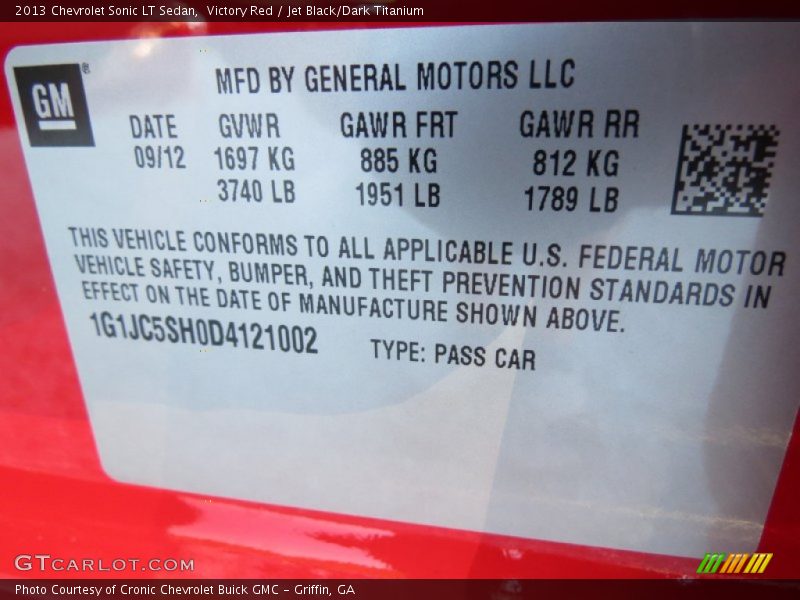 2013 Chevrolet Sonic LT Sedan,  Victory Red / Jet Black/Dark Titanium
GM®
MFD BY GENERAL MOTORS LLC
DATE GVWR GAWR FRT GAWR RR
09/12 1697 KG 885 KG 812 KG
3740 LB 1951 LB 1789 LB
THIS VEHICLE CONFORMS TO ALL APPLICABLE U.S. FEDERAL MOTOR
VEHICLE SAFETY, BUMPER, AND THEFT PREVENTION STANDARDS IN
EFFECT ON THE DATE OF MANUFACTURE SHOWN ABOVE.
1G1JC5SH0D4121002 TYPE: PASS CAR
GTCARLOT.COM
Photo Courtesy of Cronic Chevrolet Buick GMC – Griffin, GA